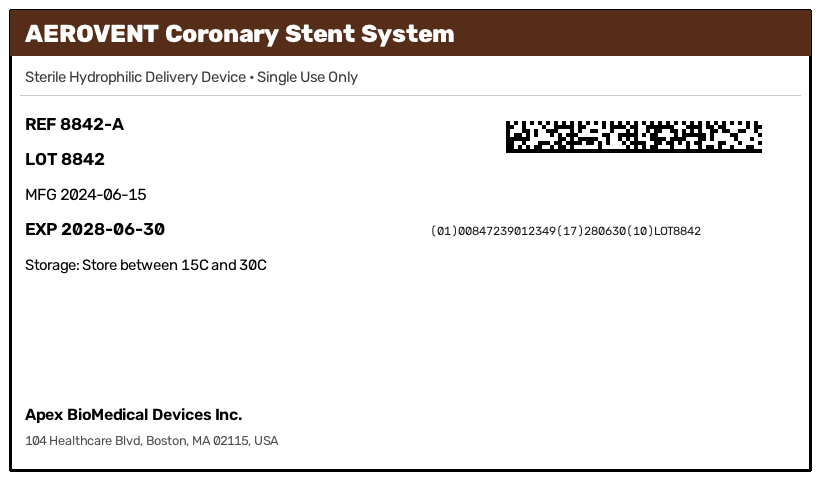 AEROVENT Coronary Stent System
Sterile Hydrophilic Delivery Device • Single Use Only
REF 8842-A
LOT 8842
MFG 2024-06-15
EXP 2028-06-30
(01)00847239012349(17)280630(10)LOT8842
Storage: Store between 15C and 30C
Apex BioMedical Devices Inc.
104 Healthcare Blvd, Boston, MA 02115, USA